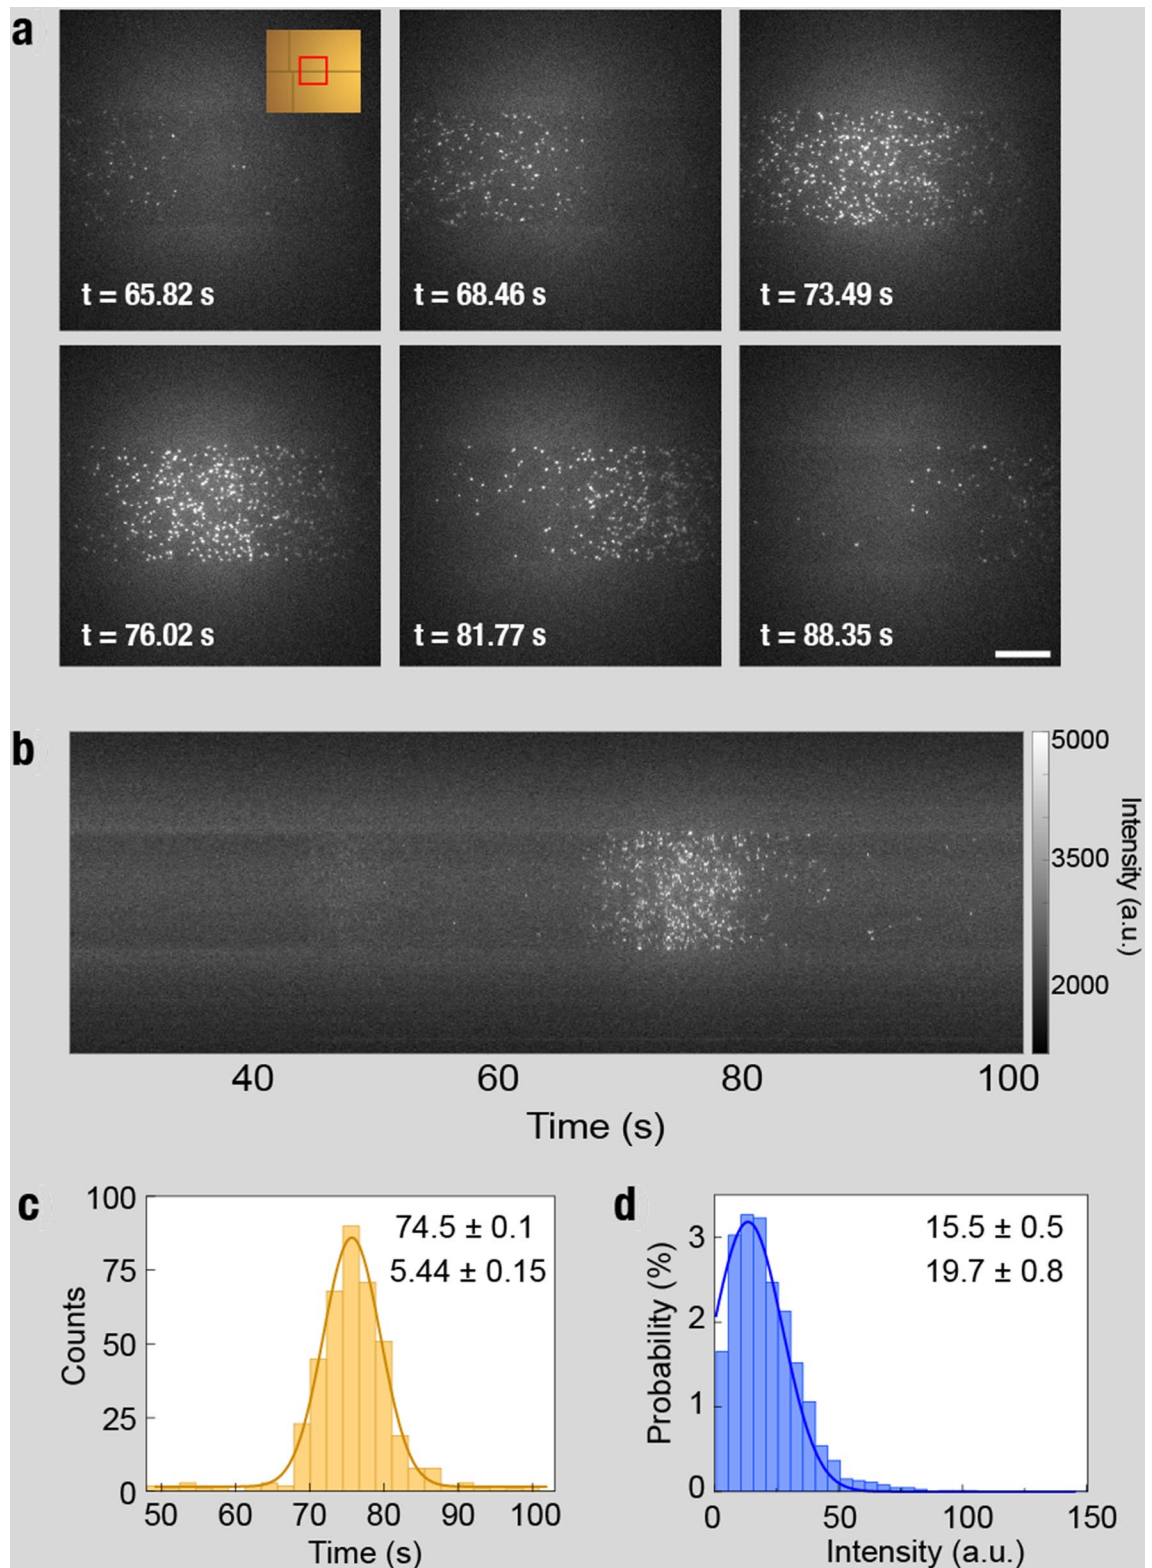 a
t = 65.82 s
t = 68.46 s
t = 73.49 s
t = 76.02 s
t = 81.77 s
t = 88.35 s
b
5000
3500
2000
Intensity (a.u.)
40 60 80 100
Time (s)
c
100
75
50
25
0
Counts
74.5 ± 0.1
5.44 ± 0.15
50 60 70 80 90 100
Time (s)
d
3
2
1
0
Probability (%)
15.5 ± 0.5
19.7 ± 0.8
0 50 100 150
Intensity (a.u.)